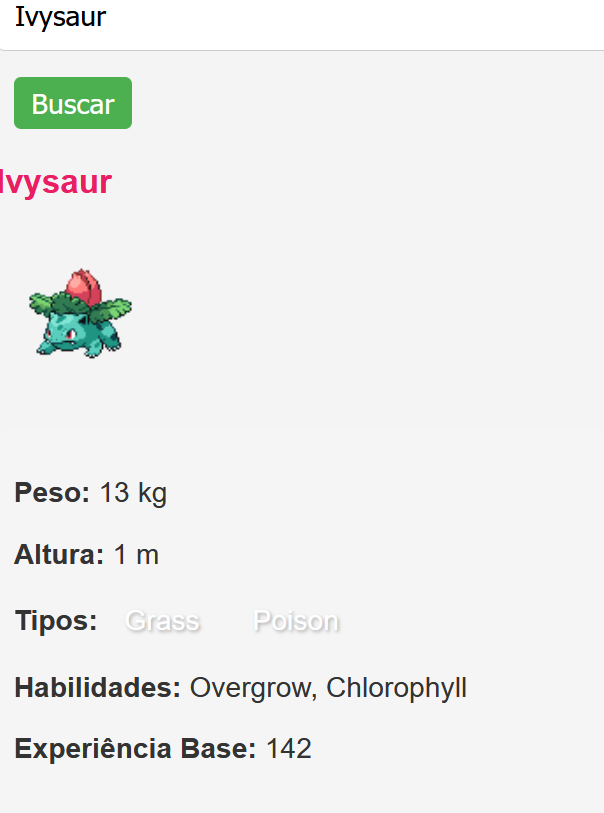 Ivysaur
Buscar
Ivysaur
Peso: 13 kg
Altura: 1 m
Tipos: Grass Poison
Habilidades: Overgrow, Chlorophyll
Experiência Base: 142